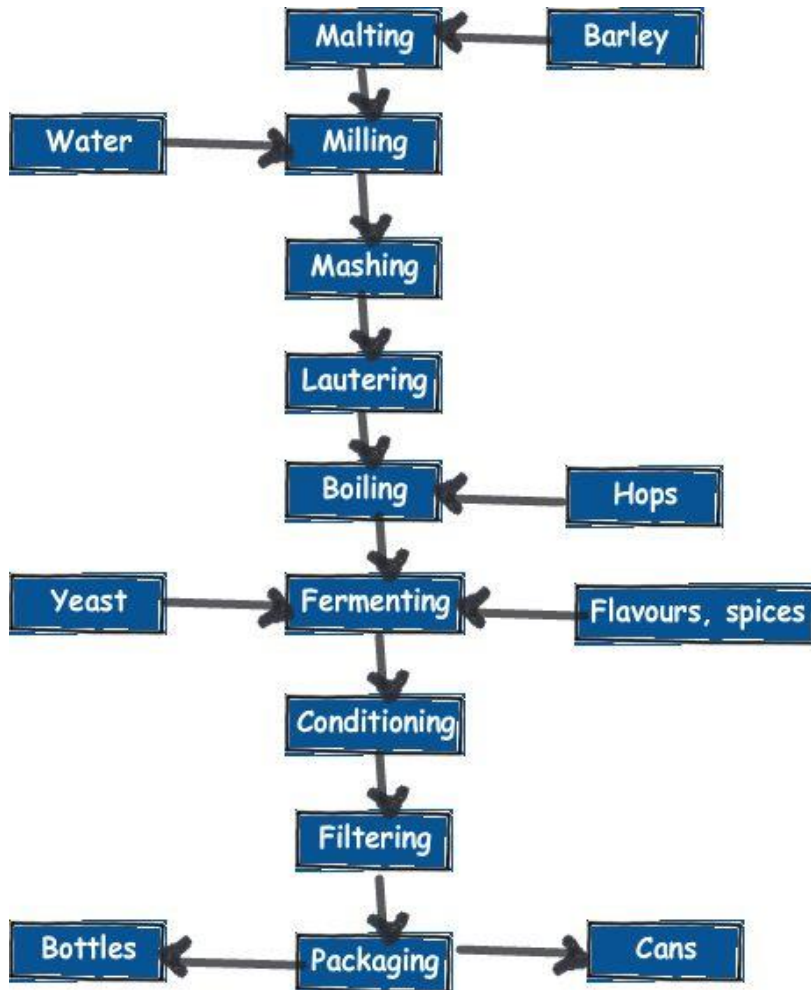 Malting
Barley
Water
Milling
Mashing
Lautering
Boiling
Hops
Yeast
Fermenting
Flavours, spices
Conditioning
Filtering
Bottles
Packaging
Cans